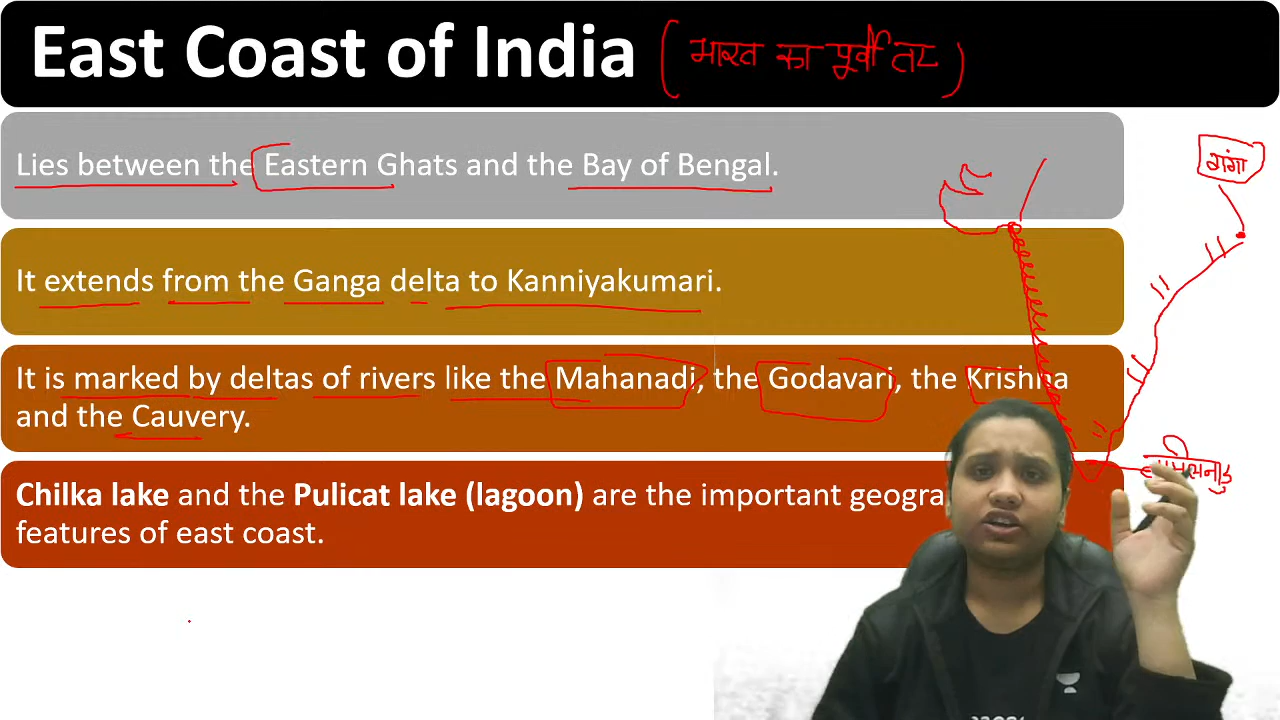 East Coast of India (भारत का पूर्वी तट)
Lies between the Eastern Ghats and the Bay of Bengal.
गंगा
It extends from the Ganga delta to Kanniyakumari.
It is marked by deltas of rivers like the Mahanadi, the Godavari, the Krishna
and the Cauvery.
Chilka lake and the Pulicat lake (lagoon) are the important
features of east coast.